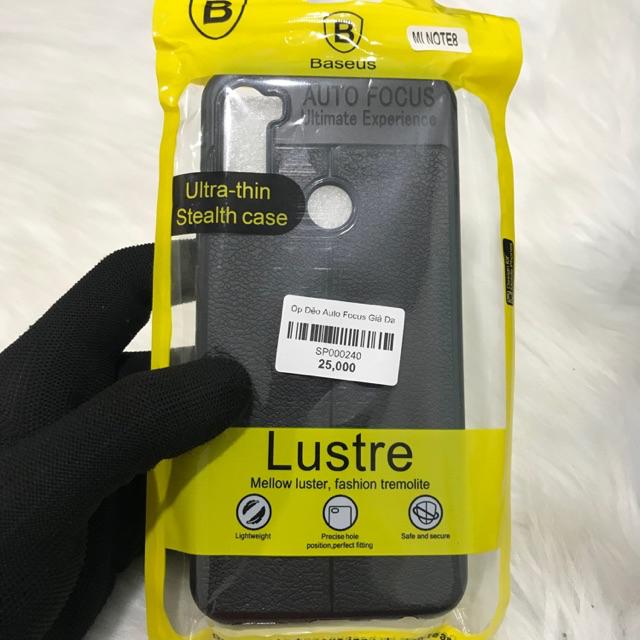 B
B
Baseus
MI NOTE8
AUTO FOCUS
Ultimate Experience
Ultra-thin
Stealth case
Op Dẻo Auto Focus Giả Da
SP000240
25,000
Lustre
Mellow luster, fashion tremolite
Lightweight
Precise hole
position,perfect fitting
Safe and secure